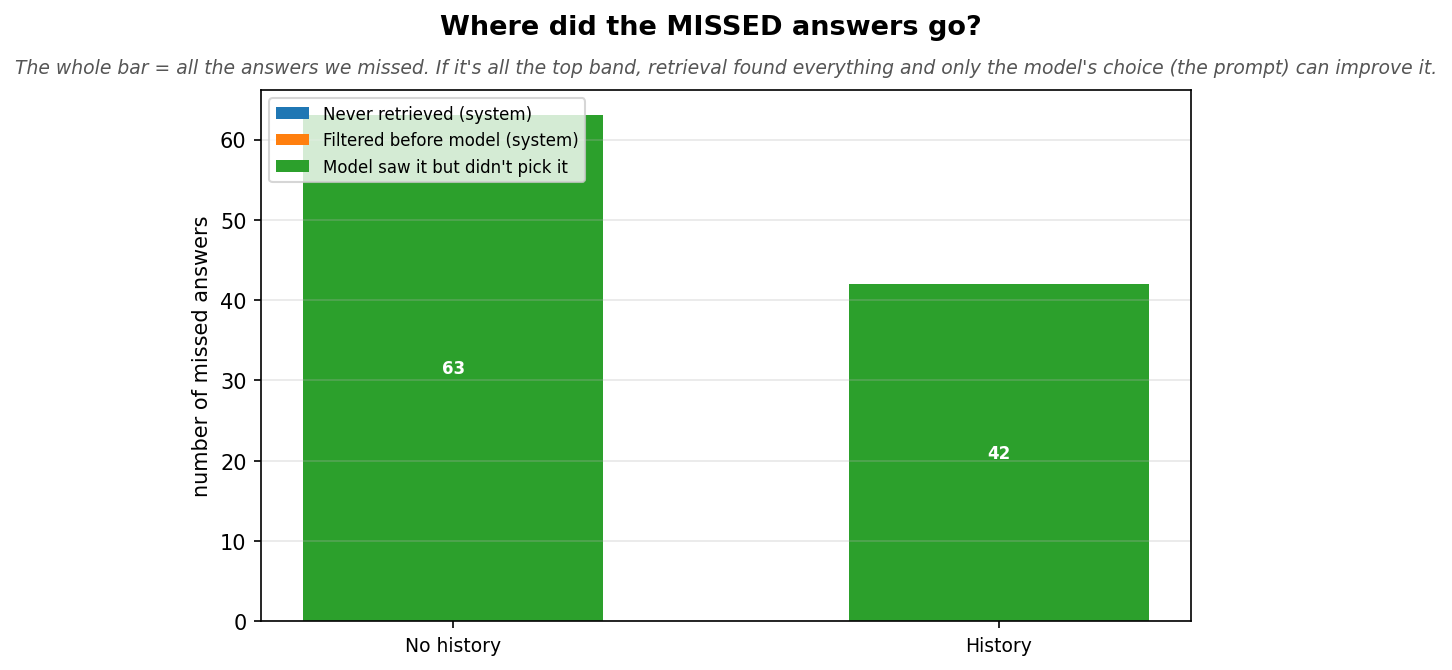 Where did the MISSED answers go?
The whole bar = all the answers we missed. If it's all the top band, retrieval found everything and only the model's choice (the prompt) can improve it.
Never retrieved (system)
Filtered before model (system)
Model saw it but didn't pick it
number of missed answers
60
50
40
30
20
10
0
63
42
No history
History